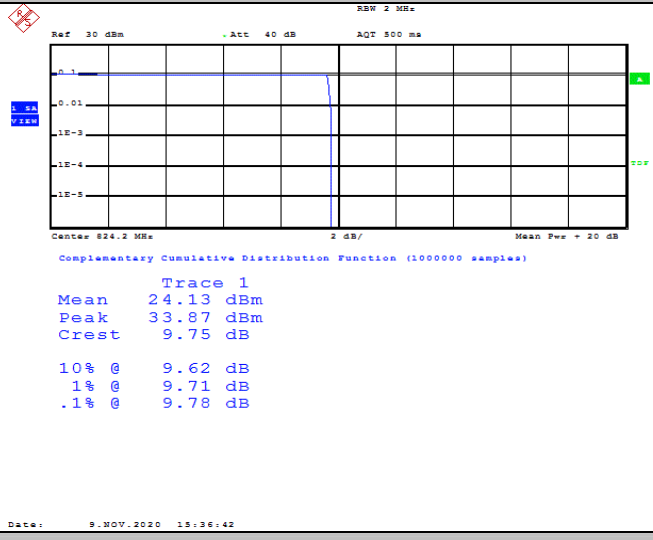 RBW 2 MHz
R S
Ref 30 dBm Att 40 dB AQT 500 ms
0.1
A
1 SA
VIEW
0.01
1E-3
1E-4
TDF
1E-5
Center 824.2 MHz 2 dB/ Mean Pwr + 20 dB
Complementary Cumulative Distribution Function (1000000 samples)
Trace 1
Mean 24.13 dBm
Peak 33.87 dBm
Crest 9.75 dB
10% @ 9.62 dB
1% @ 9.71 dB
.1% @ 9.78 dB
Date: 9.NOV.2020 15:36:42